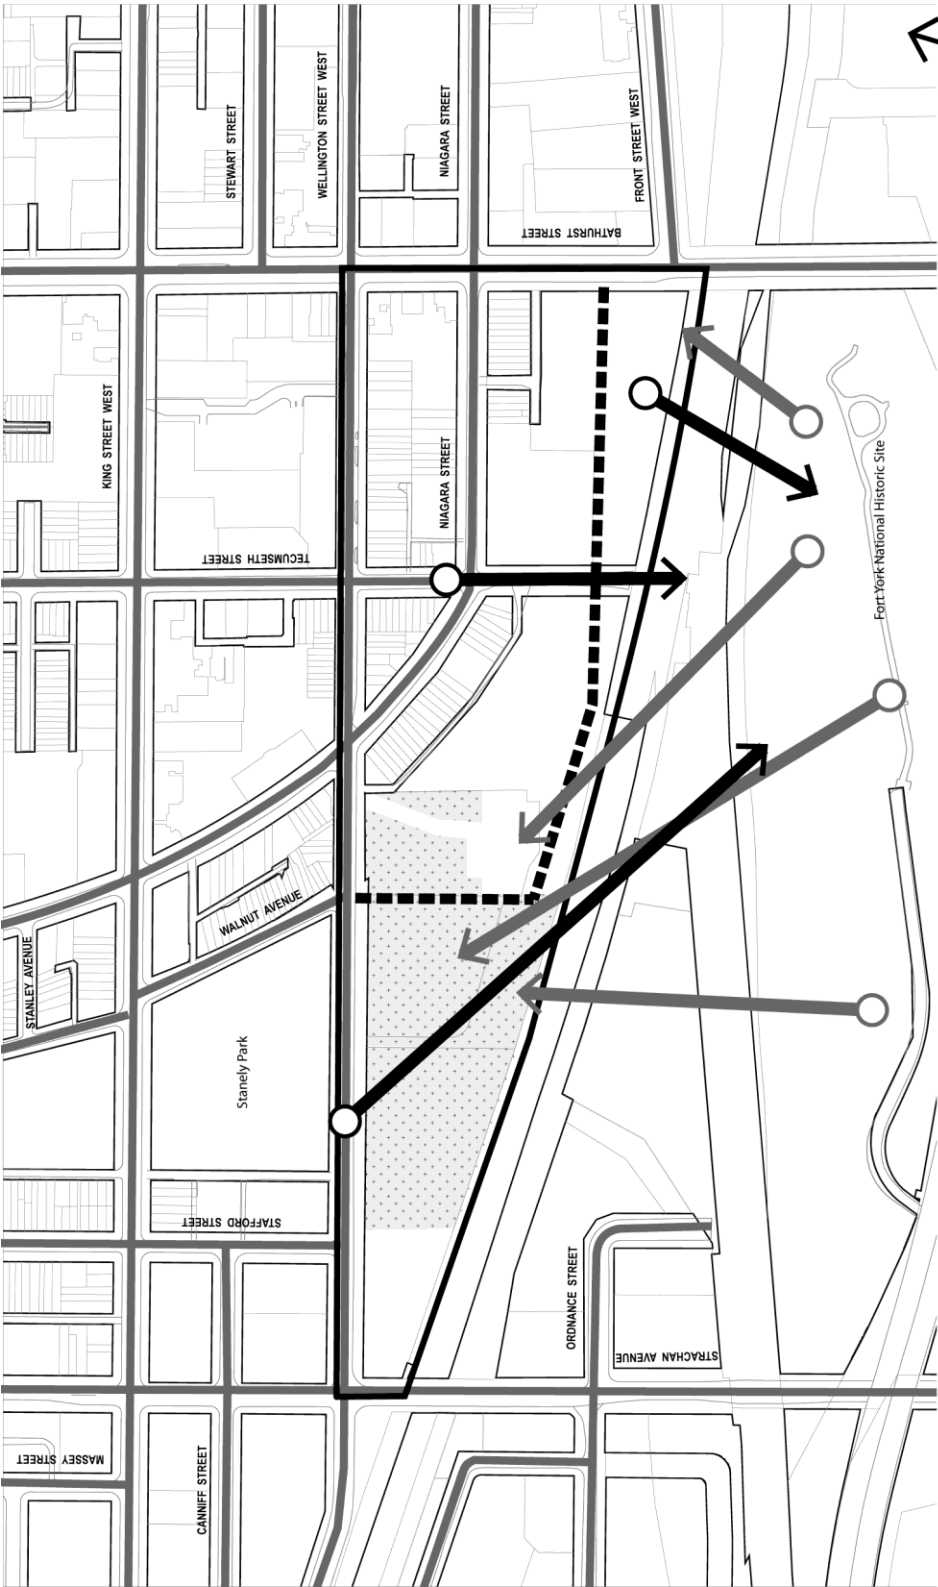 STEWART STREET
WELLINGTON STREET WEST
NIAGARA STREET
FRONT STREET WEST
BATHURST STREET
KING STREET WEST
TECUMSETH STREET
NIAGARA STREET
Fort York National Historic Site
WALNUT AVENUE
STANLEY AVENUE
Stanely Park
STAFFORD STREET
ORDNANCE STREET
STRACHAN AVENUE
MASSEY STREET
CANNIFF STREET